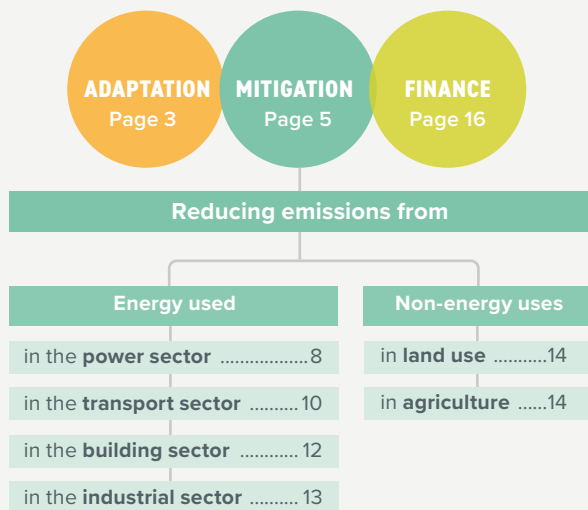 ADAPTATION
Page 3
MITIGATION
Page 5
FINANCE
Page 16
Reducing emissions from
Energy used
in the power sector ..................8
in the transport sector ..........10
in the building sector ............12
in the industrial sector ..........13
Non-energy uses
in land use ...........14
in agriculture ......14